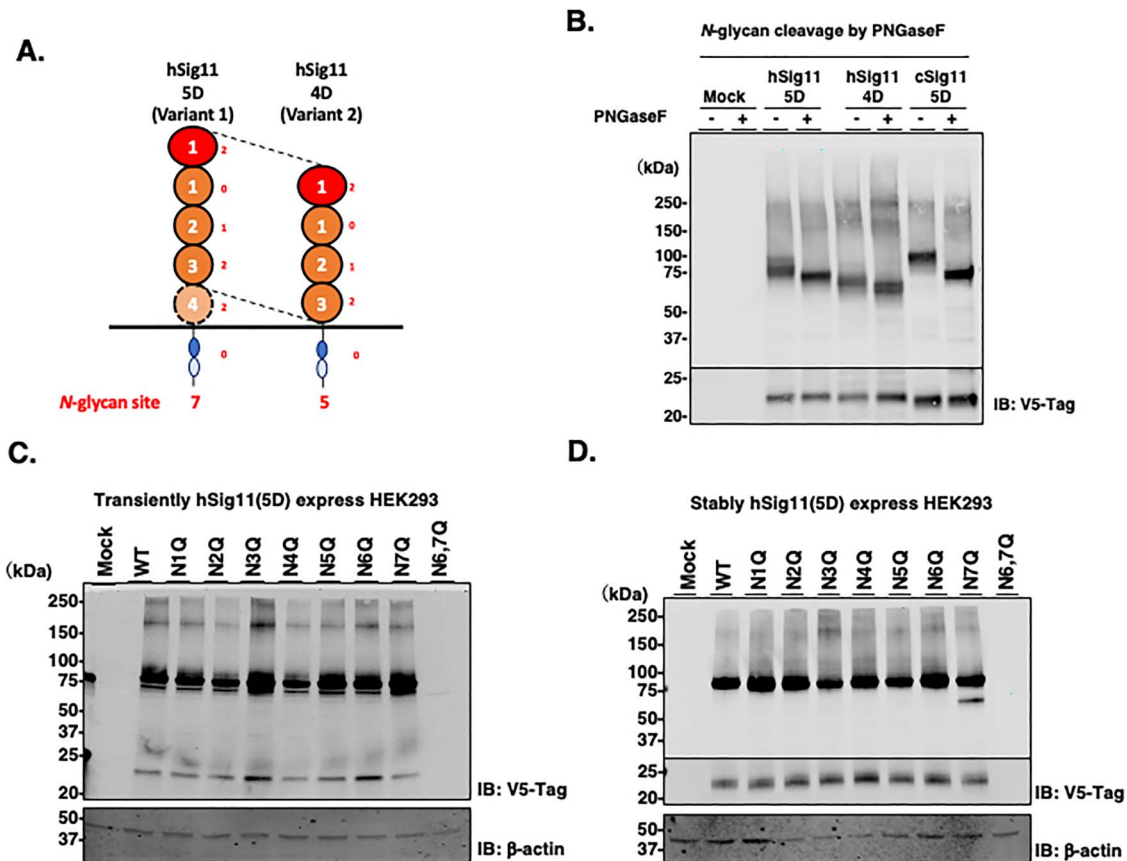 A.
hSig11
5D
(Variant 1)
hSig11
4D
(Variant 2)
1 2
1 0
2 1
3 2
4 2
0
1 2
1 0
2 1
3 2
0
N-glycan site 7 5
B.
N-glycan cleavage by PNGaseF
Mock
hSig11
5D
hSig11
4D
cSig11
5D
PNGaseF - + - + - + - +
(kDa)
250-
150-
100-
75-
50-
37-
25-
20-
IB: V5-Tag
C.
Transiently hSig11(5D) express HEK293
Mock WT N1Q N2Q N3Q N4Q N5Q N6Q N7Q N6,7Q
(kDa)
250-
150-
100-
75-
50-
37-
25-
20-
IB: V5-Tag
50-
37-
IB: β-actin
D.
Stably hSig11(5D) express HEK293
Mock WT N1Q N2Q N3Q N4Q N5Q N6Q N7Q N6,7Q
(kDa)
250-
150-
100-
75-
50-
37-
25-
20-
IB: V5-Tag
50-
37-
IB: β-actin